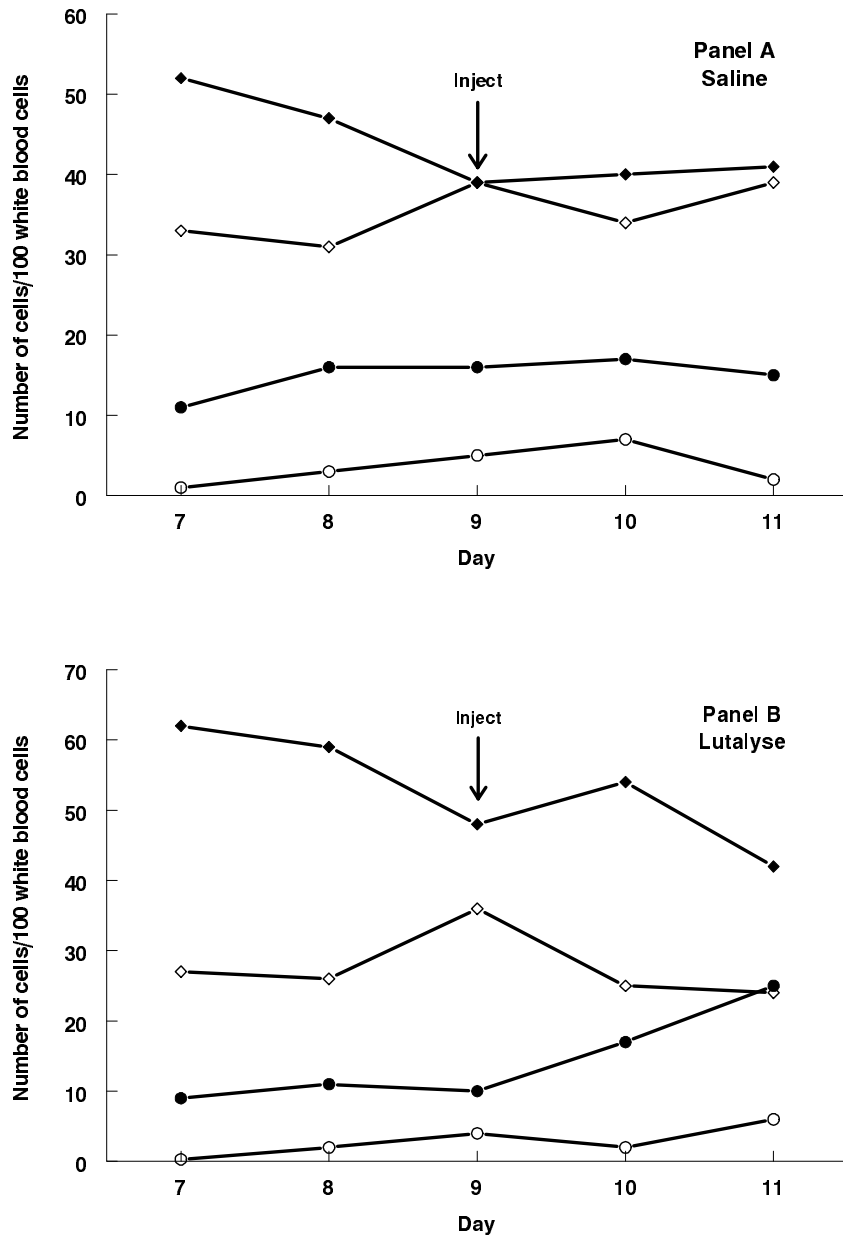 60
Panel A
Saline
Inject
50
40
30
20
10
0
Number of cells/100 white blood cells
7 8 9 10 11
Day
70
Panel B
Lutalyse
Inject
60
50
40
30
20
10
0
Number of cells/100 white blood cells
7 8 9 10 11
Day